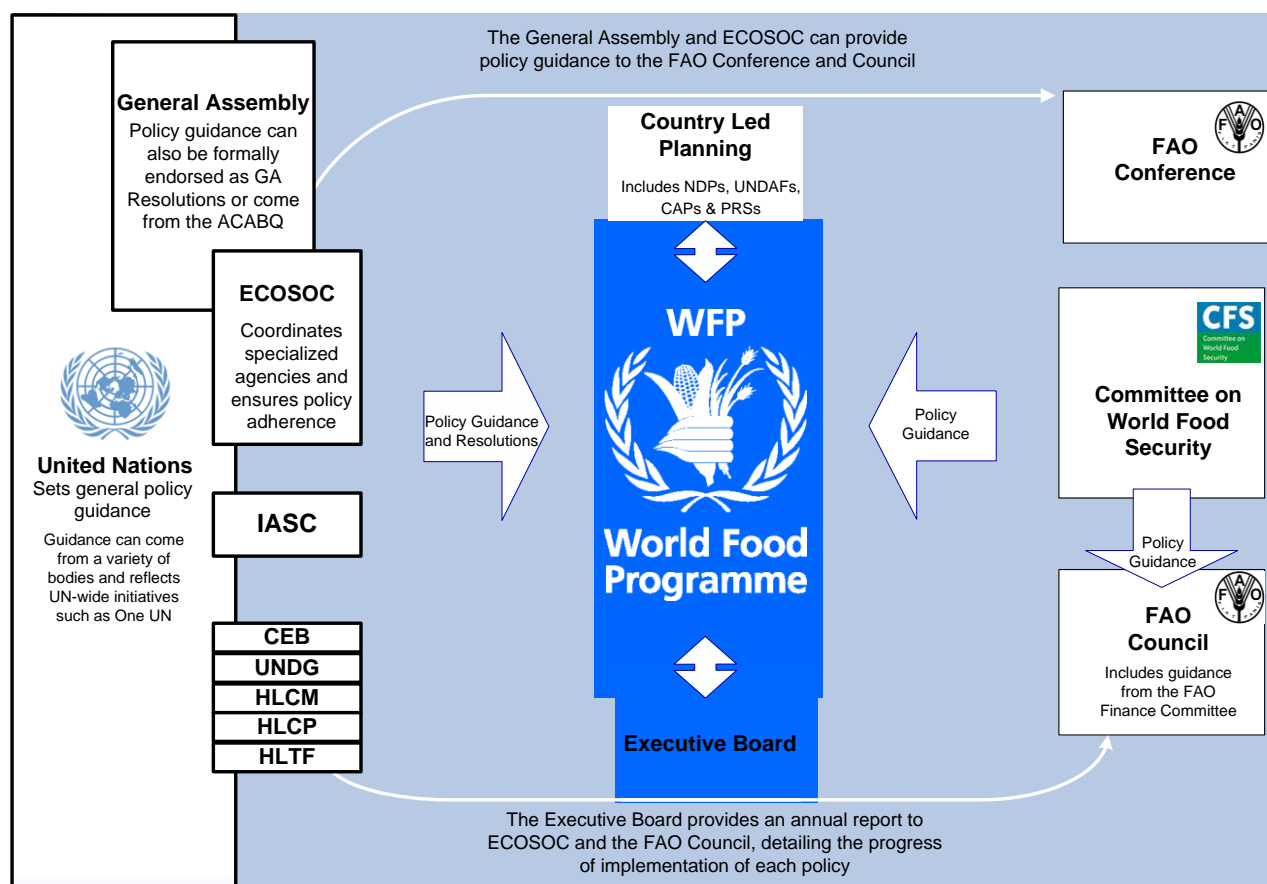 The General Assembly and ECOSOC can provide
policy guidance to the FAO Conference and Council
General Assembly
Policy guidance can
also be formally
endorsed as GA
Resolutions or come
from the ACABQ
ECOSOC
Coordinates
specialized
agencies and
ensures policy
adherence
United Nations
Sets general policy
guidance
Guidance can come
from a variety of
bodies and reflects
UN-wide initiatives
such as One UN
IASC
CEB
UNDG
HLCM
HLCP
HLTF
Policy Guidance
and Resolutions
Country Led
Planning
Includes NDPs, UNDAFs,
CAPs & PRSs
WFP
World Food
Programme
Executive Board
Policy
Guidance
F A O
FIAT PANIS
FAO
Conference
CFS
Committee on
World Food
Security
Committee on
World Food
Security
Policy
Guidance
F A O
FIAT PANIS
FAO
Council
Includes guidance
from the FAO
Finance Committee
The Executive Board provides an annual report to
ECOSOC and the FAO Council, detailing the progress
of implementation of each policy